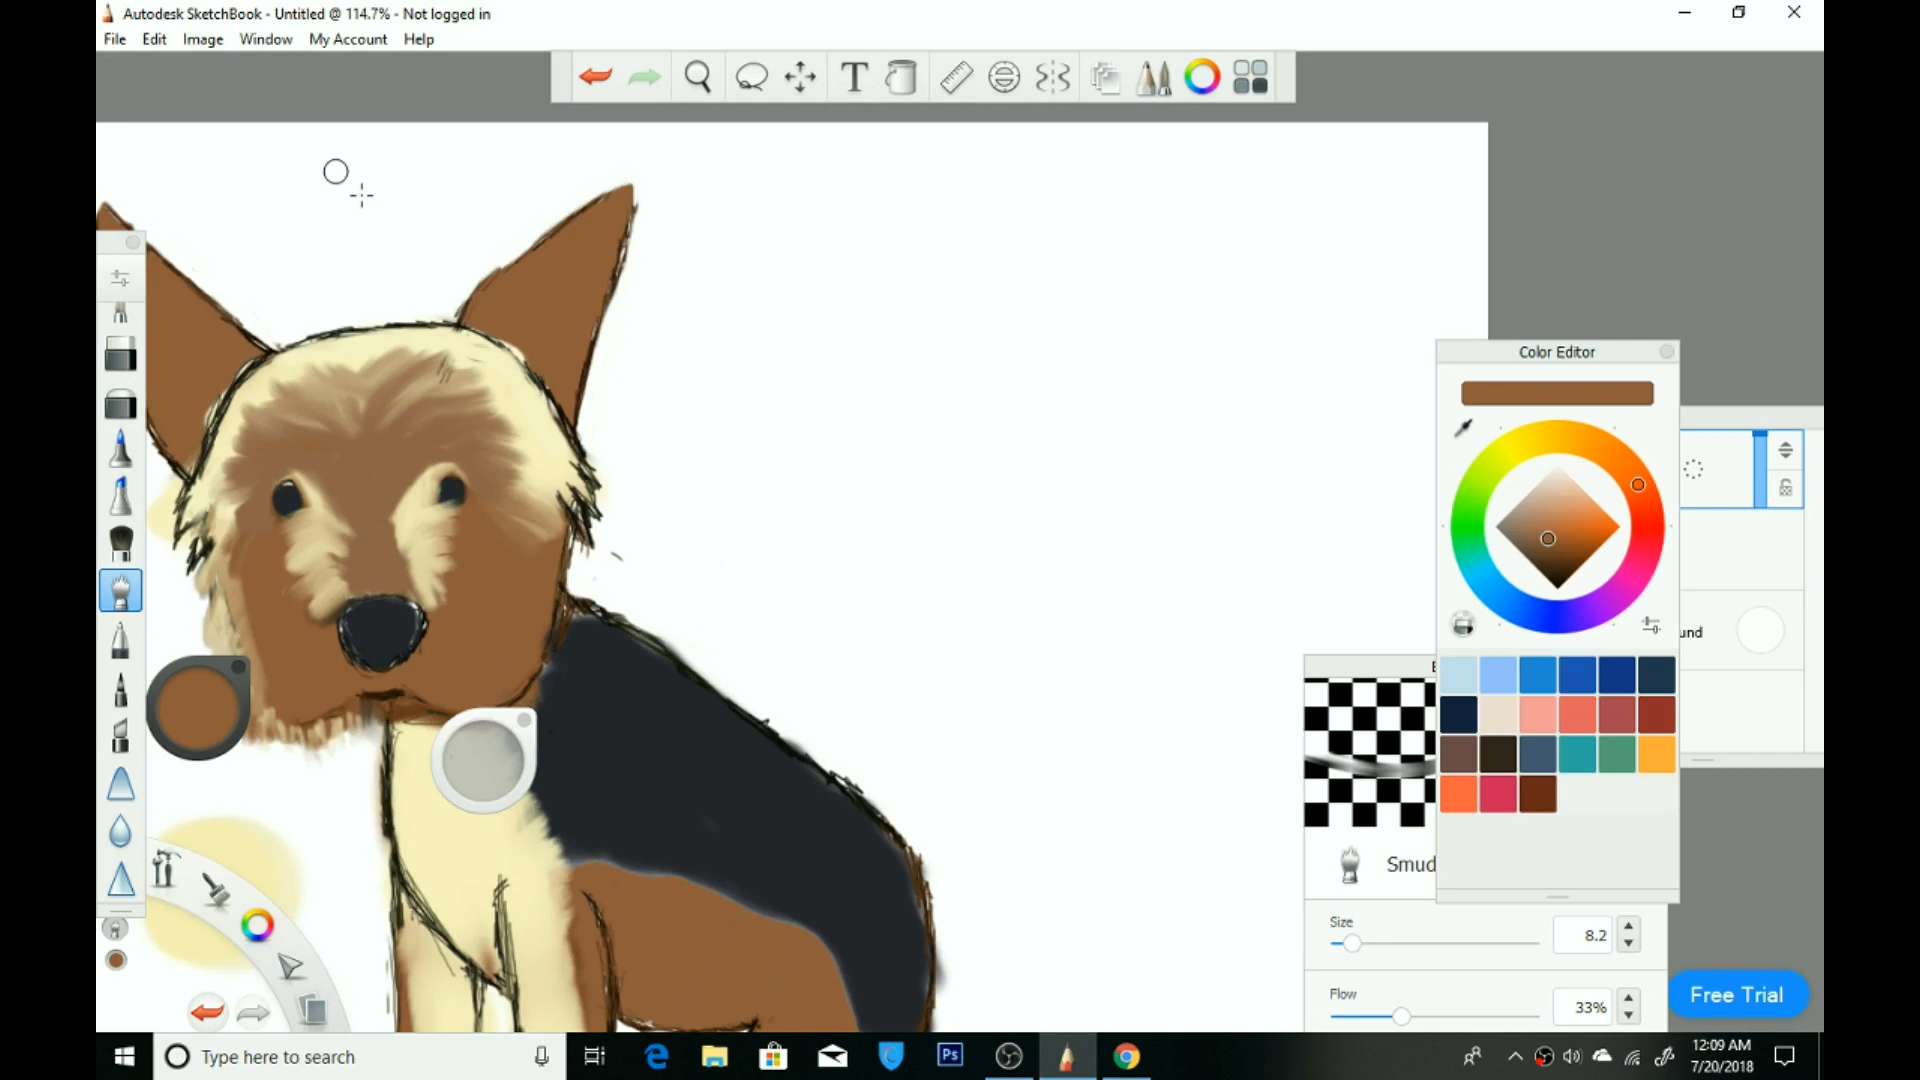 Autodesk SketchBook - Untitled @ 114.7% - Not logged in
File Edit Image Window My Account Help
T
Color Editor
und
Smud
Size
8.2
Flow
33%
Free Trial
Type here to search
Ps
12:09 AM
7/20/2018